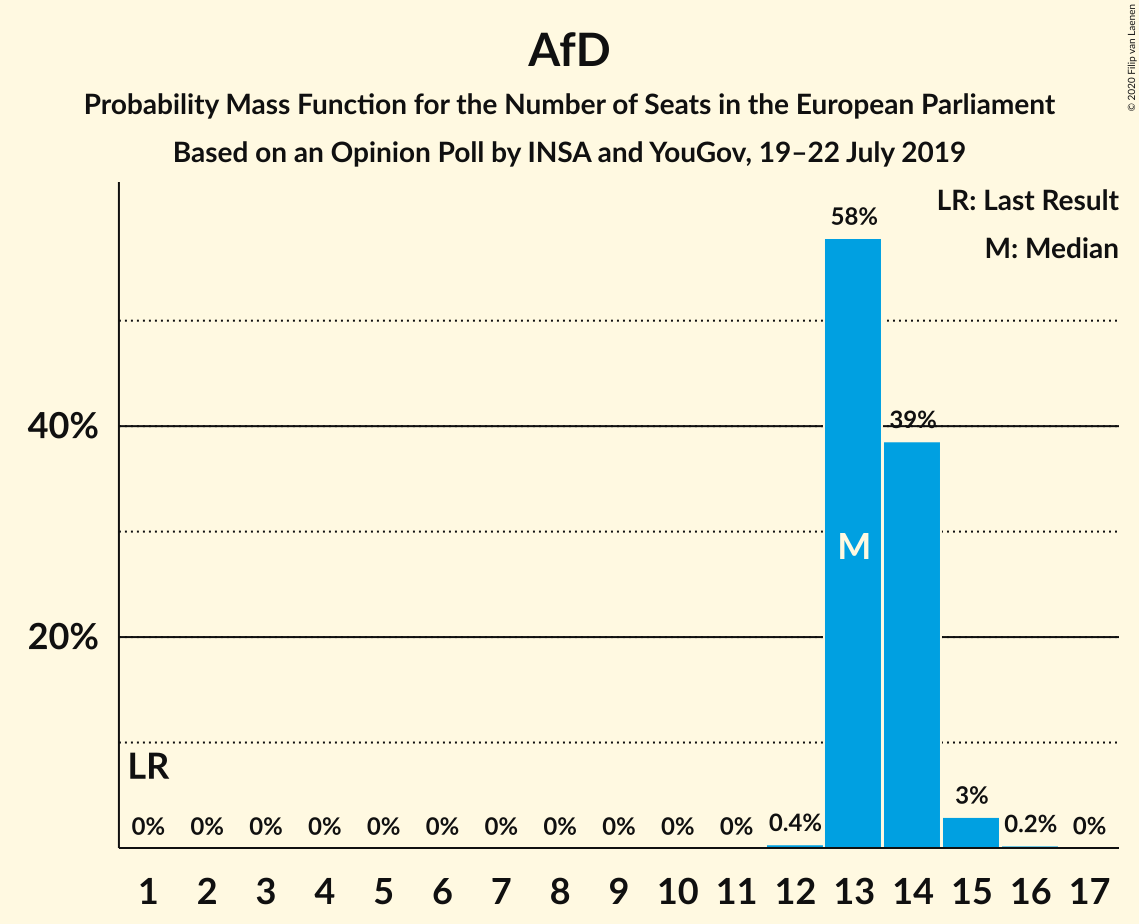 AfD
Probability Mass Function for the Number of Seats in the European Parliament
Based on an Opinion Poll by INSA and YouGov, 19–22 July 2019
© 2020 Filip van Laenen
LR: Last Result
M: Median
58%
40%
39%
M
20%
LR
0% 0% 0% 0% 0% 0% 0% 0% 0% 0% 0% 0.4% 3% 0.2% 0%
1 2 3 4 5 6 7 8 9 10 11 12 13 14 15 16 17